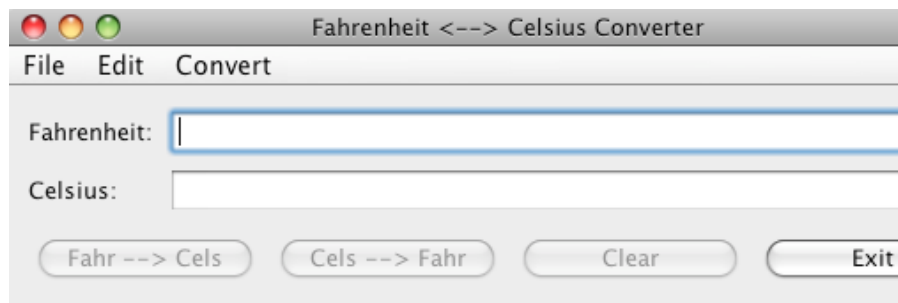 Fahrenheit <--> Celsius Converter
File Edit Convert
Fahrenheit:
Celsius:
Fahr --> Cels Cels --> Fahr Clear Exit